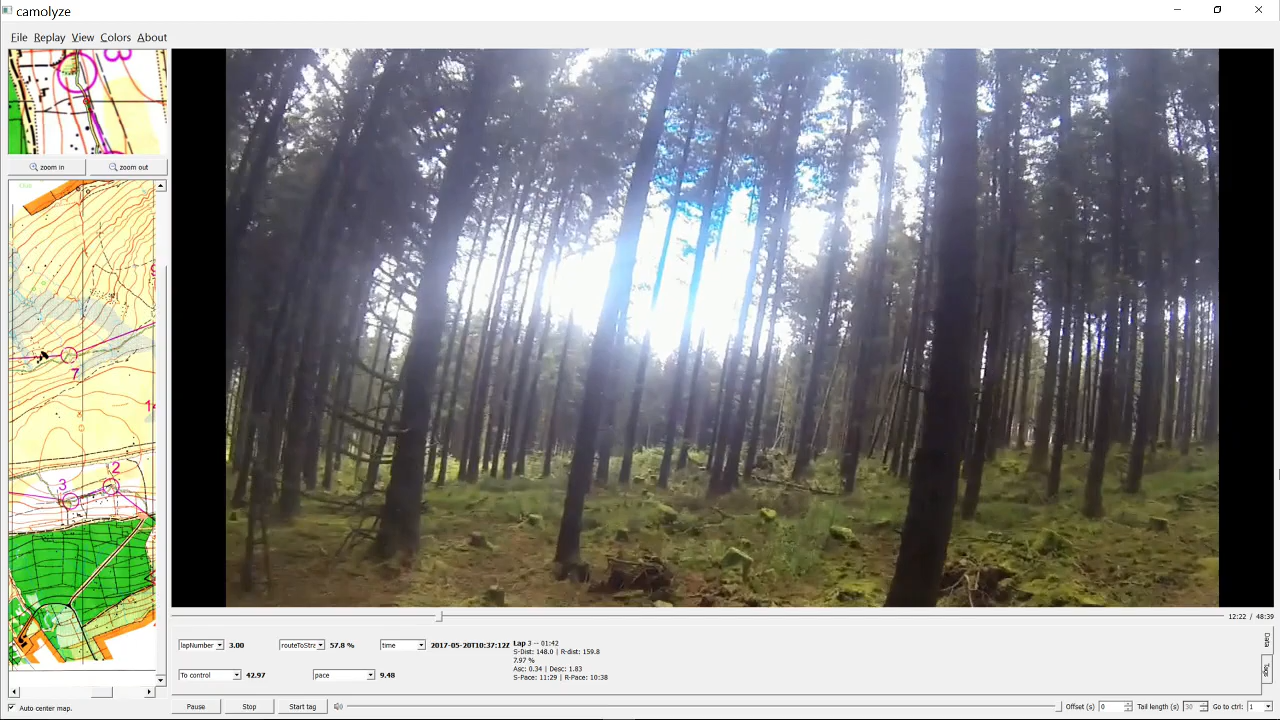 camolyze
File Replay View Colors About
3
zoom in zoom out
7
2
3
12:22 / 48:39
lapNumber 3.00 routeToStra 57.8 % time 2017-05-20T10:37:12Z
To control 42.97 pace 9.48
Lap 3 -- 01:42
S-Dist: 148.0 | R-dist: 159.8
7.97 %
Asc: 0.34 | Desc: 1.83
S-Pace: 11:29 | R-Pace: 10:38
Data
Tags
Auto center map.
Pause Stop Start tag Offset (s) 0 Tail length (s) 30 Go to ctrl: 1